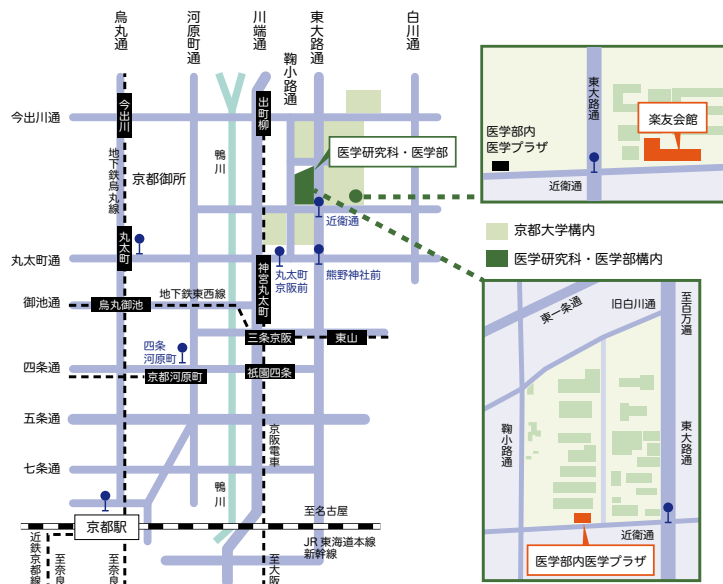 烏丸通
河原町通
川端通
鞠小路通
東大路通
白川通
今出川通
今出川
出町柳
地下鉄烏丸線
京都御所
鴨川
医学研究科・医学部
近衛通
丸太町通
丸太町
神宮丸太町
丸太町
京阪前
熊野神社前
御池通
烏丸御池
地下鉄東西線
三条京阪
東山
四条
河原町
四条通
京都河原町
祇園四条
五条通
京阪電車
七条通
鴨川
京都駅
至名古屋
JR 東海道本線
新幹線
近鉄京都線
至奈良
至奈良
至大阪
東大路通
医学部内
医学プラザ
楽友会館
近衛通
京都大学構内
医学研究科・医学部構内
東一条通
旧白川通
至百万遍
鞠小路通
東大路通
近衛通
医学部内医学プラザ